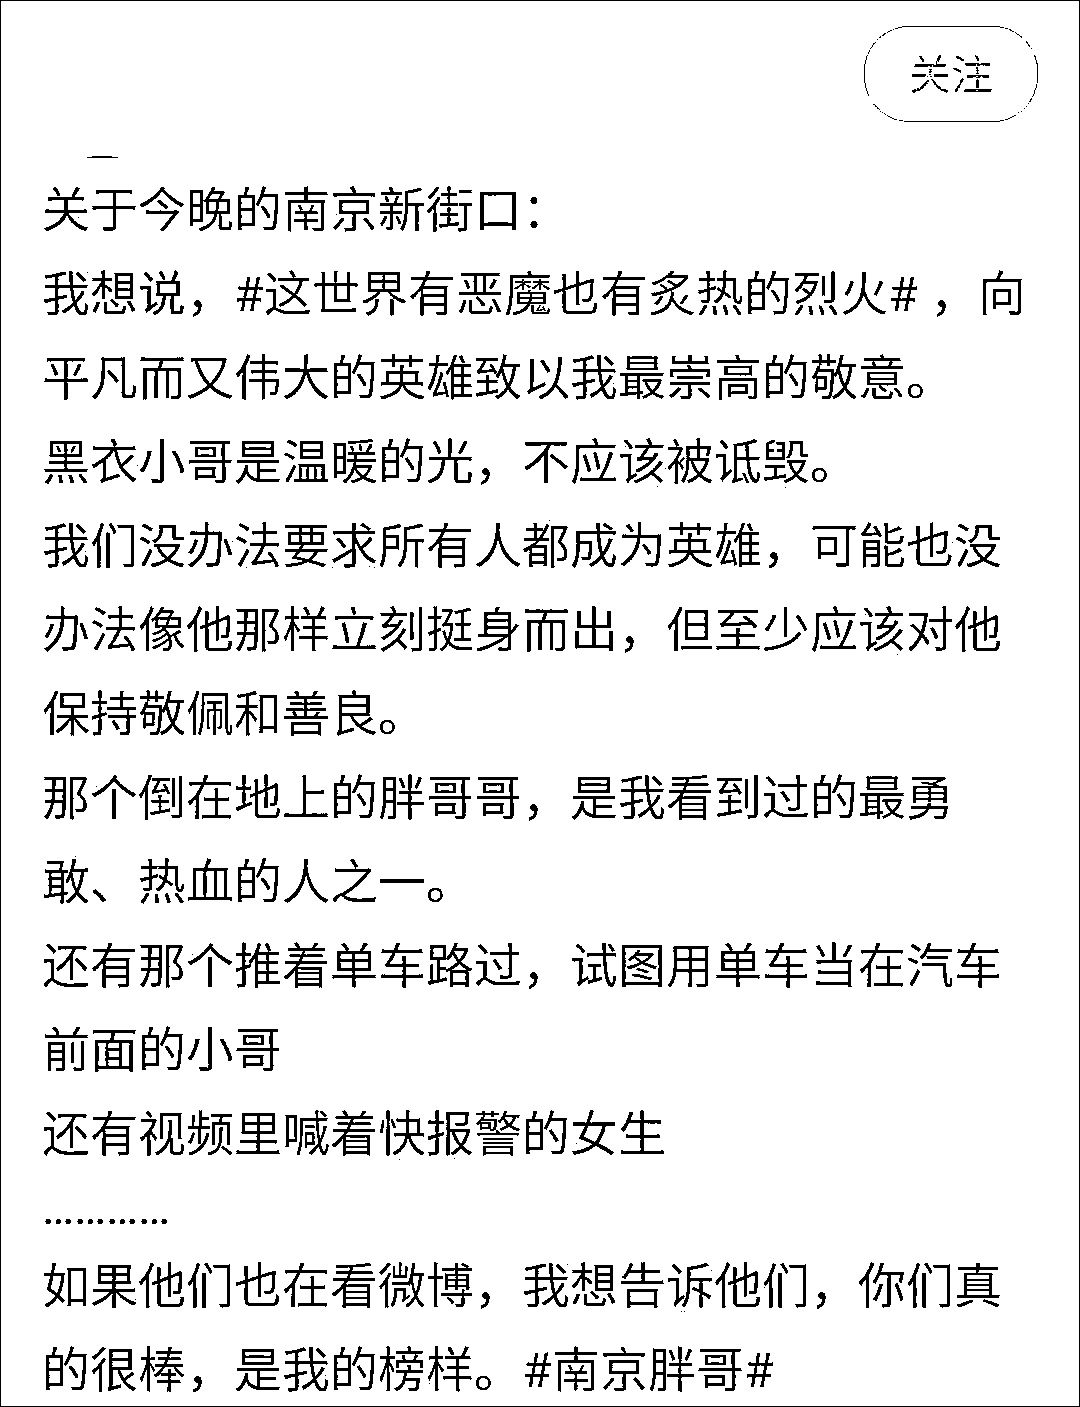 关注
关于今晚的南京新街口：
我想说，#这世界有恶魔也有炙热的烈火# ，向
平凡而又伟大的英雄致以我最崇高的敬意。
黑衣小哥是温暖的光，不应该被诋毁。
我们没办法要求所有人都成为英雄，可能也没
办法像他那样立刻挺身而出，但至少应该对他
保持敬佩和善良。
那个倒在地上的胖哥哥，是我看到过的最勇
敢、热血的人之一。
还有那个推着单车路过，试图用单车当在汽车
前面的小哥
还有视频里喊着快报警的女生
…………
如果他们也在看微博，我想告诉他们，你们真
的很棒，是我的榜样。#南京胖哥#